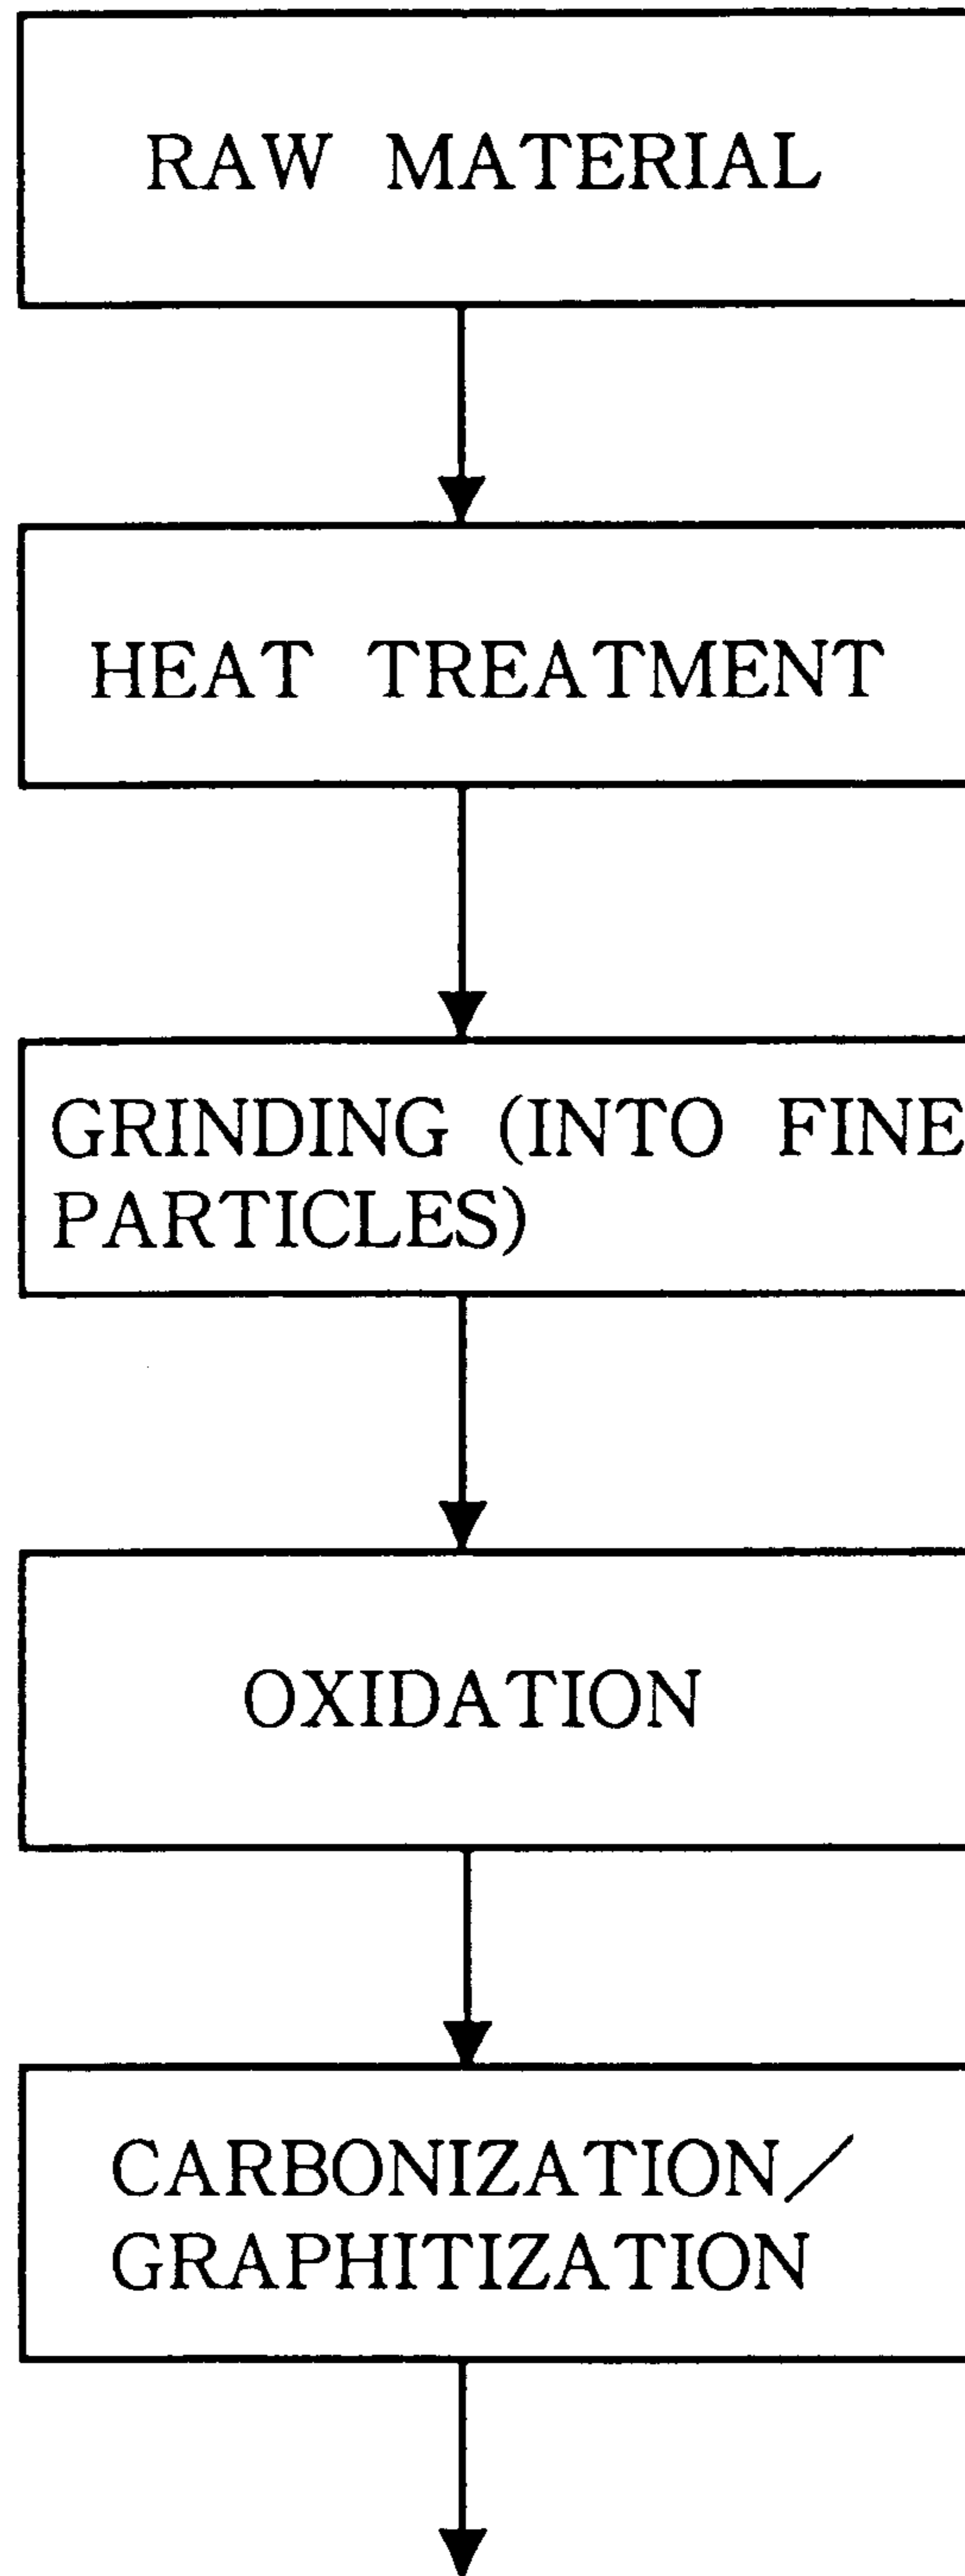 RAW MATERIAL
HEAT TREATMENT
GRINDING (INTO FINE
PARTICLES)
OXIDATION
CARBONIZATION/
GRAPHITIZATION